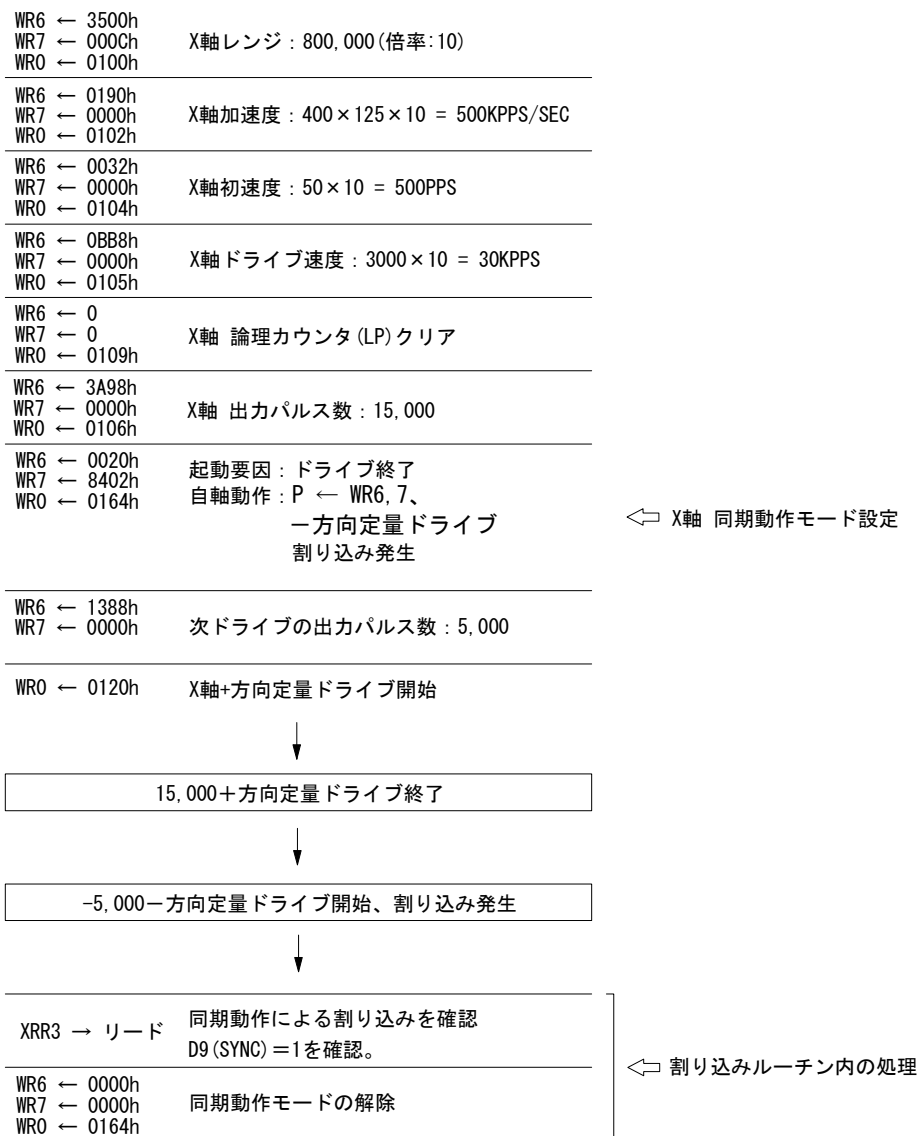 WR6 ← 3500h
WR7 ← 000Ch
WR0 ← 0100h
X軸レンジ:800,000(倍率:10)
WR6 ← 0190h
WR7 ← 0000h
WR0 ← 0102h
X軸加速度:400×125×10 = 500KPPS/SEC
WR6 ← 0032h
WR7 ← 0000h
WR0 ← 0104h
X軸初速度:50×10 = 500PPS
WR6 ← 0BB8h
WR7 ← 0000h
WR0 ← 0105h
X軸ドライブ速度:3000×10 = 30KPPS
WR6 ← 0
WR7 ← 0
WR0 ← 0109h
X軸 論理カウンタ(LP)クリア
WR6 ← 3A98h
WR7 ← 0000h
WR0 ← 0106h
X軸 出力パルス数:15,000
WR6 ← 0020h
WR7 ← 8402h
WR0 ← 0164h
起動要因:ドライブ終了
自軸動作:P ← WR6,7、
-方向定量ドライブ
割り込み発生
⇦ X軸 同期動作モード設定
WR6 ← 1388h
WR7 ← 0000h
次ドライブの出力パルス数:5,000
WR0 ← 0120h
X軸+方向定量ドライブ開始
↓
15,000+方向定量ドライブ終了
↓
-5,000-方向定量ドライブ開始、割り込み発生
↓
XRR3 → リード
同期動作による割り込みを確認
D9(SYNC)=1を確認。
WR6 ← 0000h
WR7 ← 0000h
WR0 ← 0164h
同期動作モードの解除
⇦ 割り込みルーチン内の処理